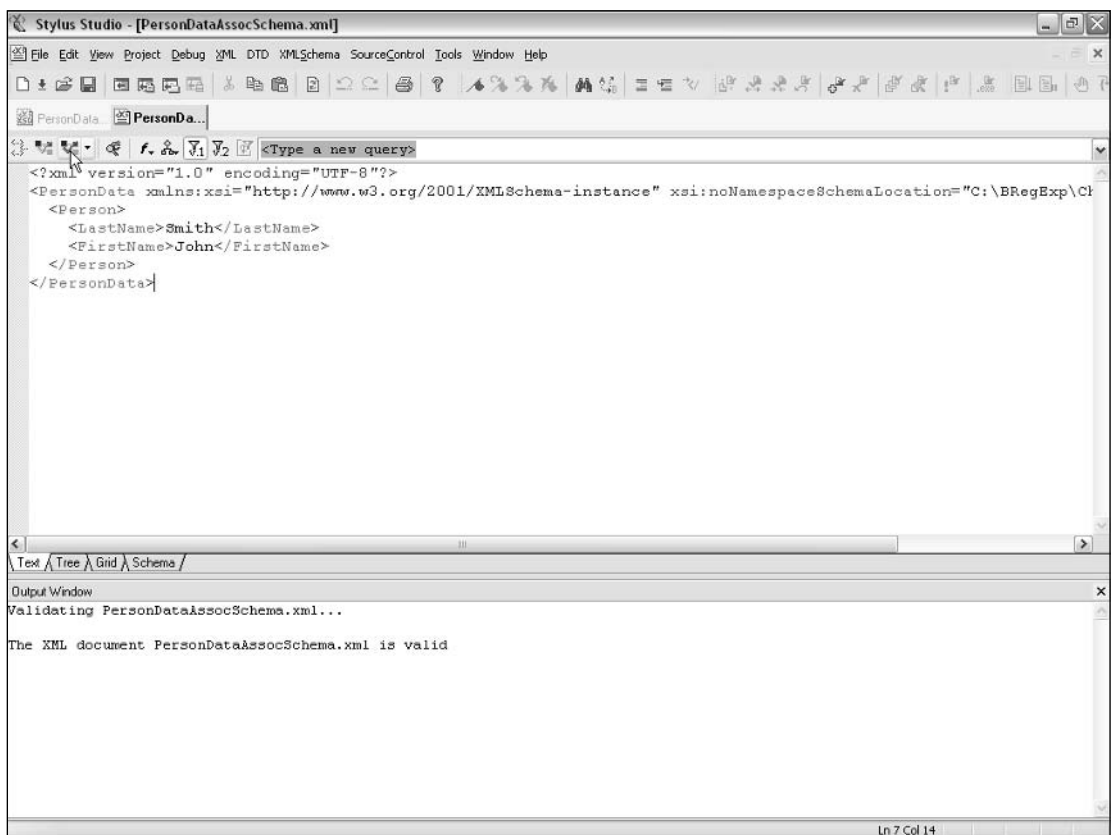 Stylus Studio - [PersonDataAssocSchema.xml]
File Edit View Project Debug XML DTD XMLSchema SourceControl Tools Window Help
PersonData... PersonDa...
<Type a new query>
<?xml version="1.0" encoding="UTF-8"?>
<PersonData xmlns:xsi="http://www.w3.org/2001/XMLSchema-instance" xsi:noNamespaceSchemaLocation="C:\BRegExp\Ch
<Person>
<LastName>Smith</LastName>
<FirstName>John</FirstName>
</Person>
</PersonData>
Text Tree Grid Schema
Output Window
Validating PersonDataAssocSchema.xml...
The XML document PersonDataAssocSchema.xml is valid
Ln 7 Col 14